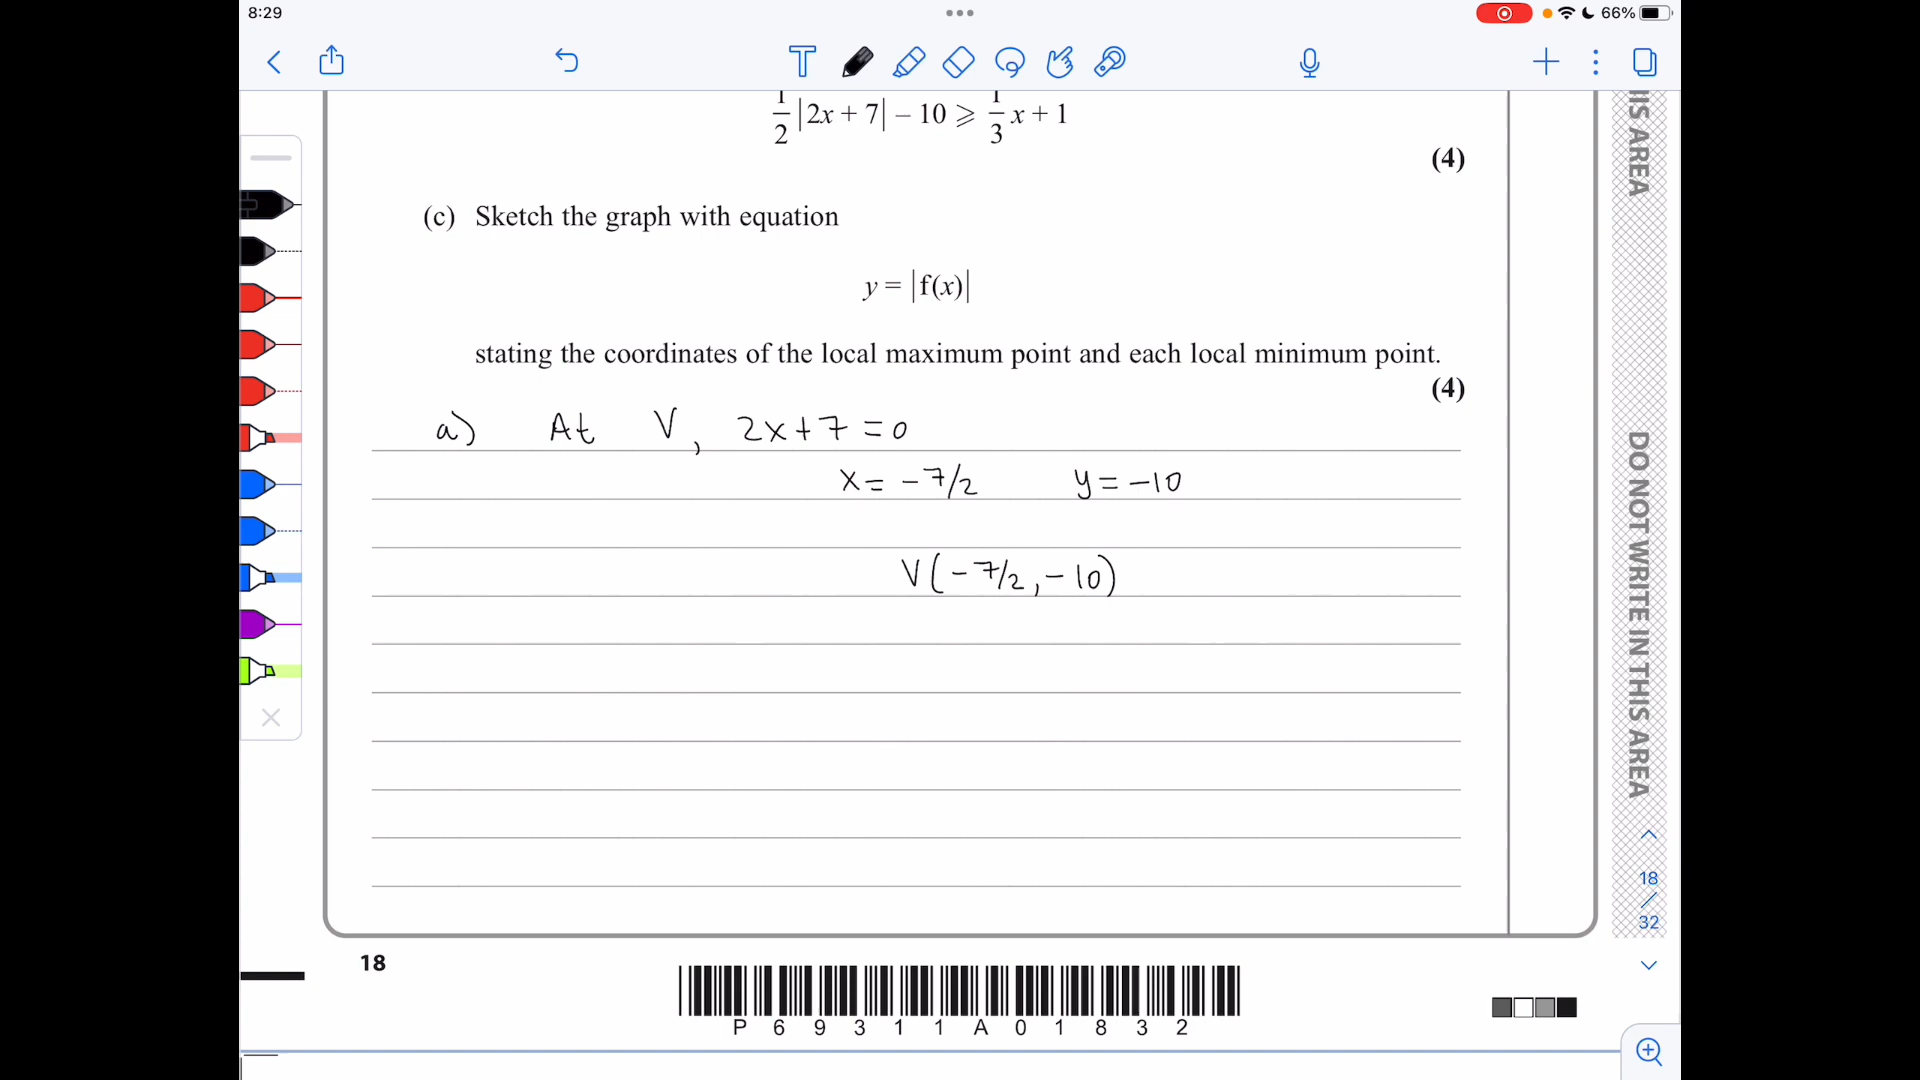 8:29
66%
1/2 |2x + 7| – 10 ⩾ 1/3 x + 1
(4)
(c) Sketch the graph with equation
y = |f(x)|
stating the coordinates of the local maximum point and each local minimum point.
(4)
a) At V, 2x+7 =0
x= -7/2 y= -10
V(-7/2, -10)
18
P 6 9 3 1 1 A 0 1 8 3 2
IS AREA
DO NOT WRITE IN THIS AREA
18
/
32